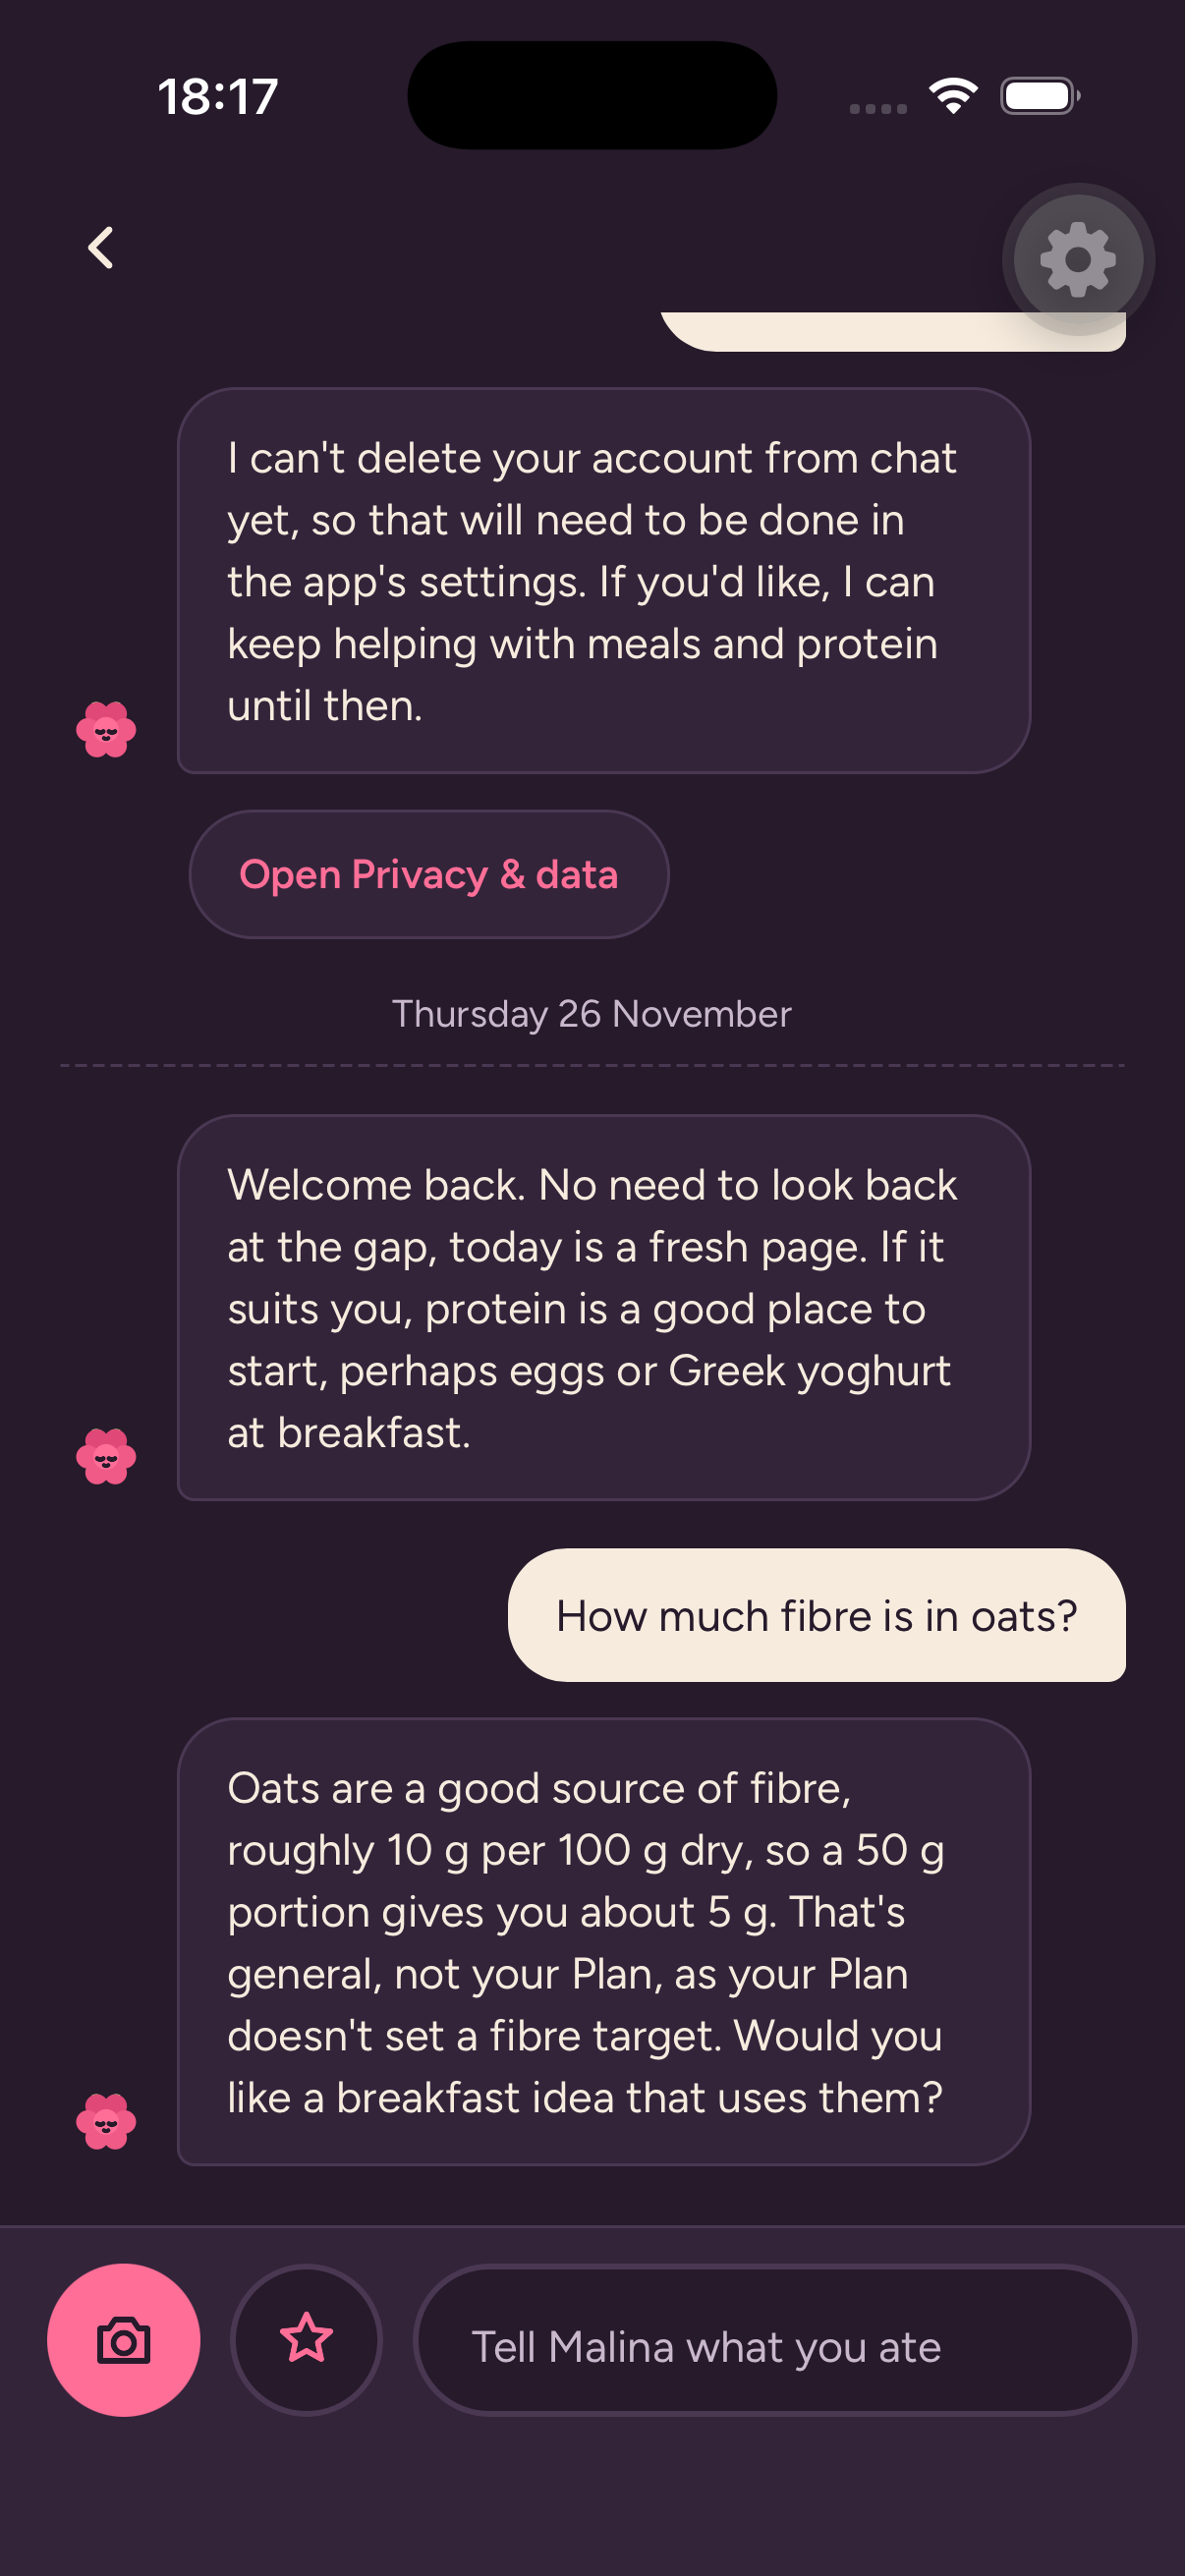 18:17
I can't delete your account from chat
yet, so that will need to be done in
the app's settings. If you'd like, I can
keep helping with meals and protein
until then.
Open Privacy & data
Thursday 26 November
Welcome back. No need to look back
at the gap, today is a fresh page. If it
suits you, protein is a good place to
start, perhaps eggs or Greek yoghurt
at breakfast.
How much fibre is in oats?
Oats are a good source of fibre,
roughly 10 g per 100 g dry, so a 50 g
portion gives you about 5 g. That's
general, not your Plan, as your Plan
doesn't set a fibre target. Would you
like a breakfast idea that uses them?
Tell Malina what you ate